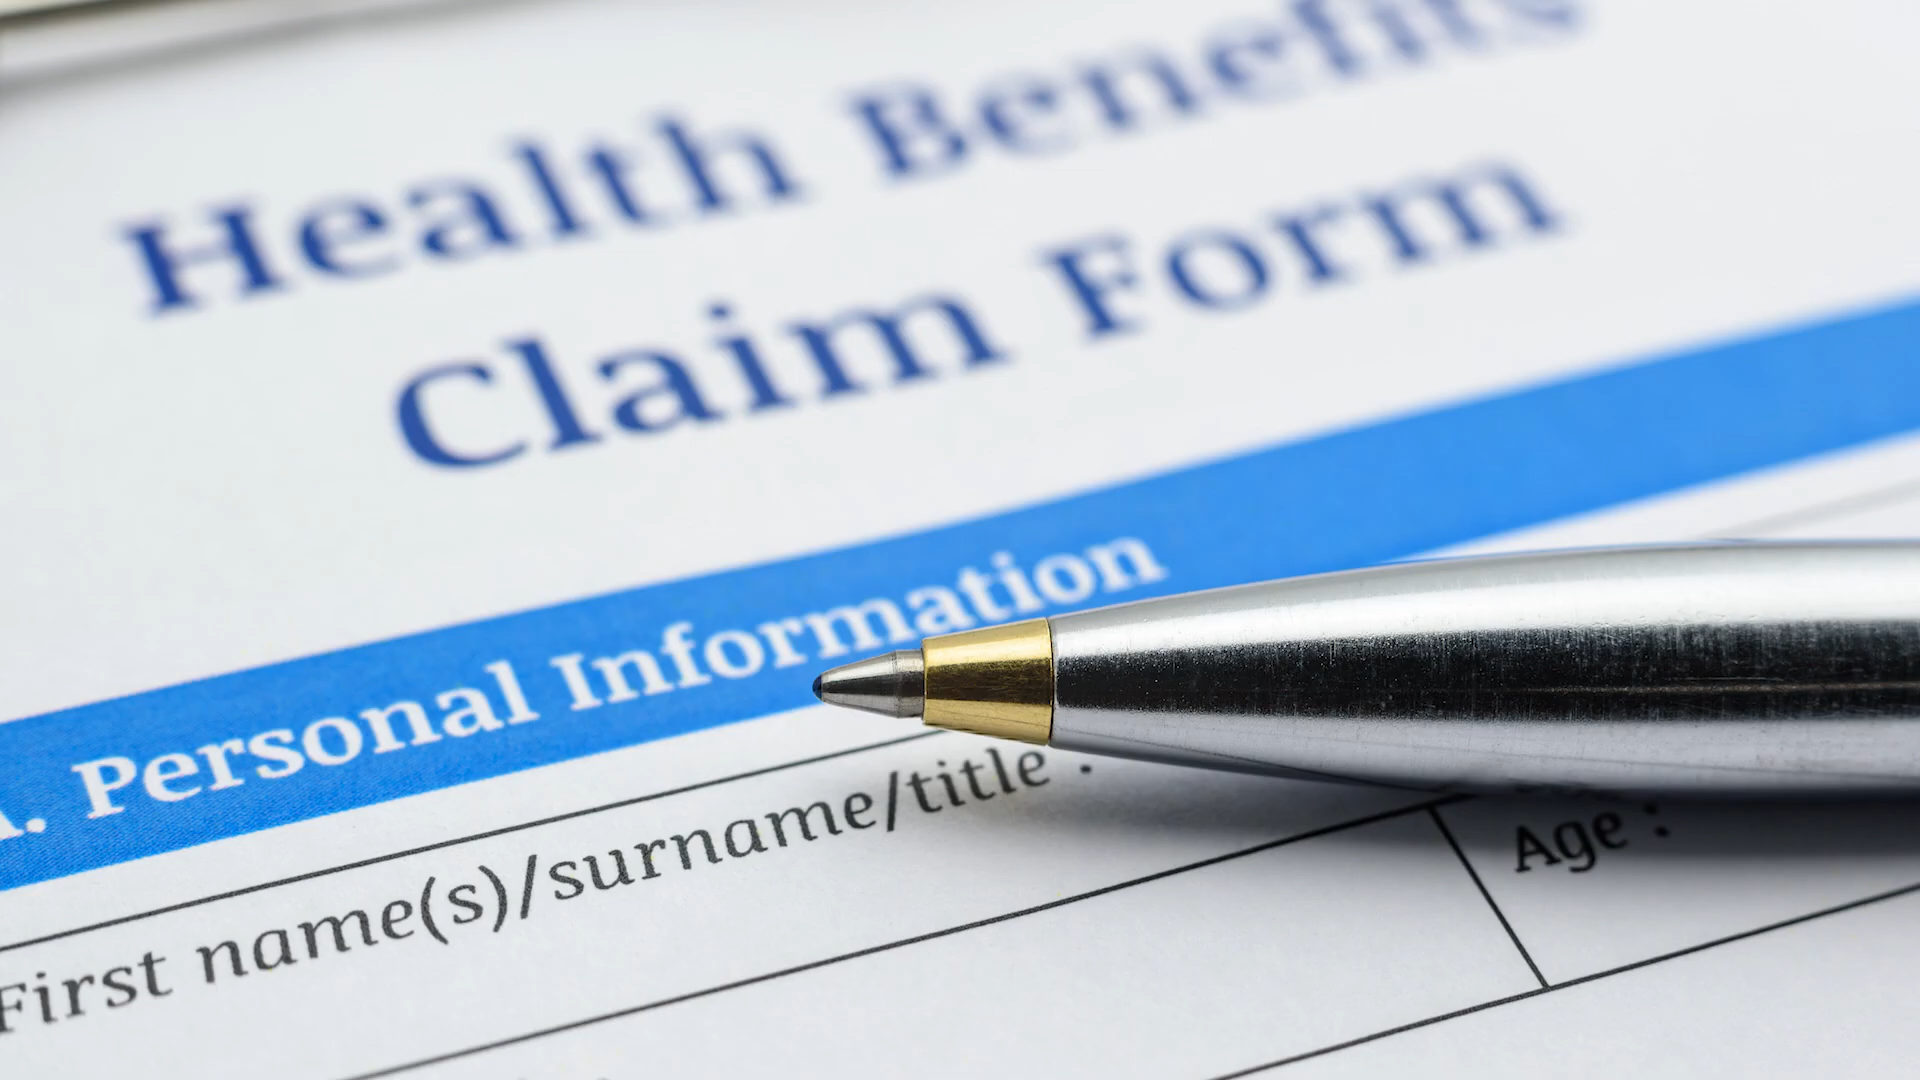 Health Benefits
Claim Form
A. Personal Information
First name(s)/surname/title :
Age :